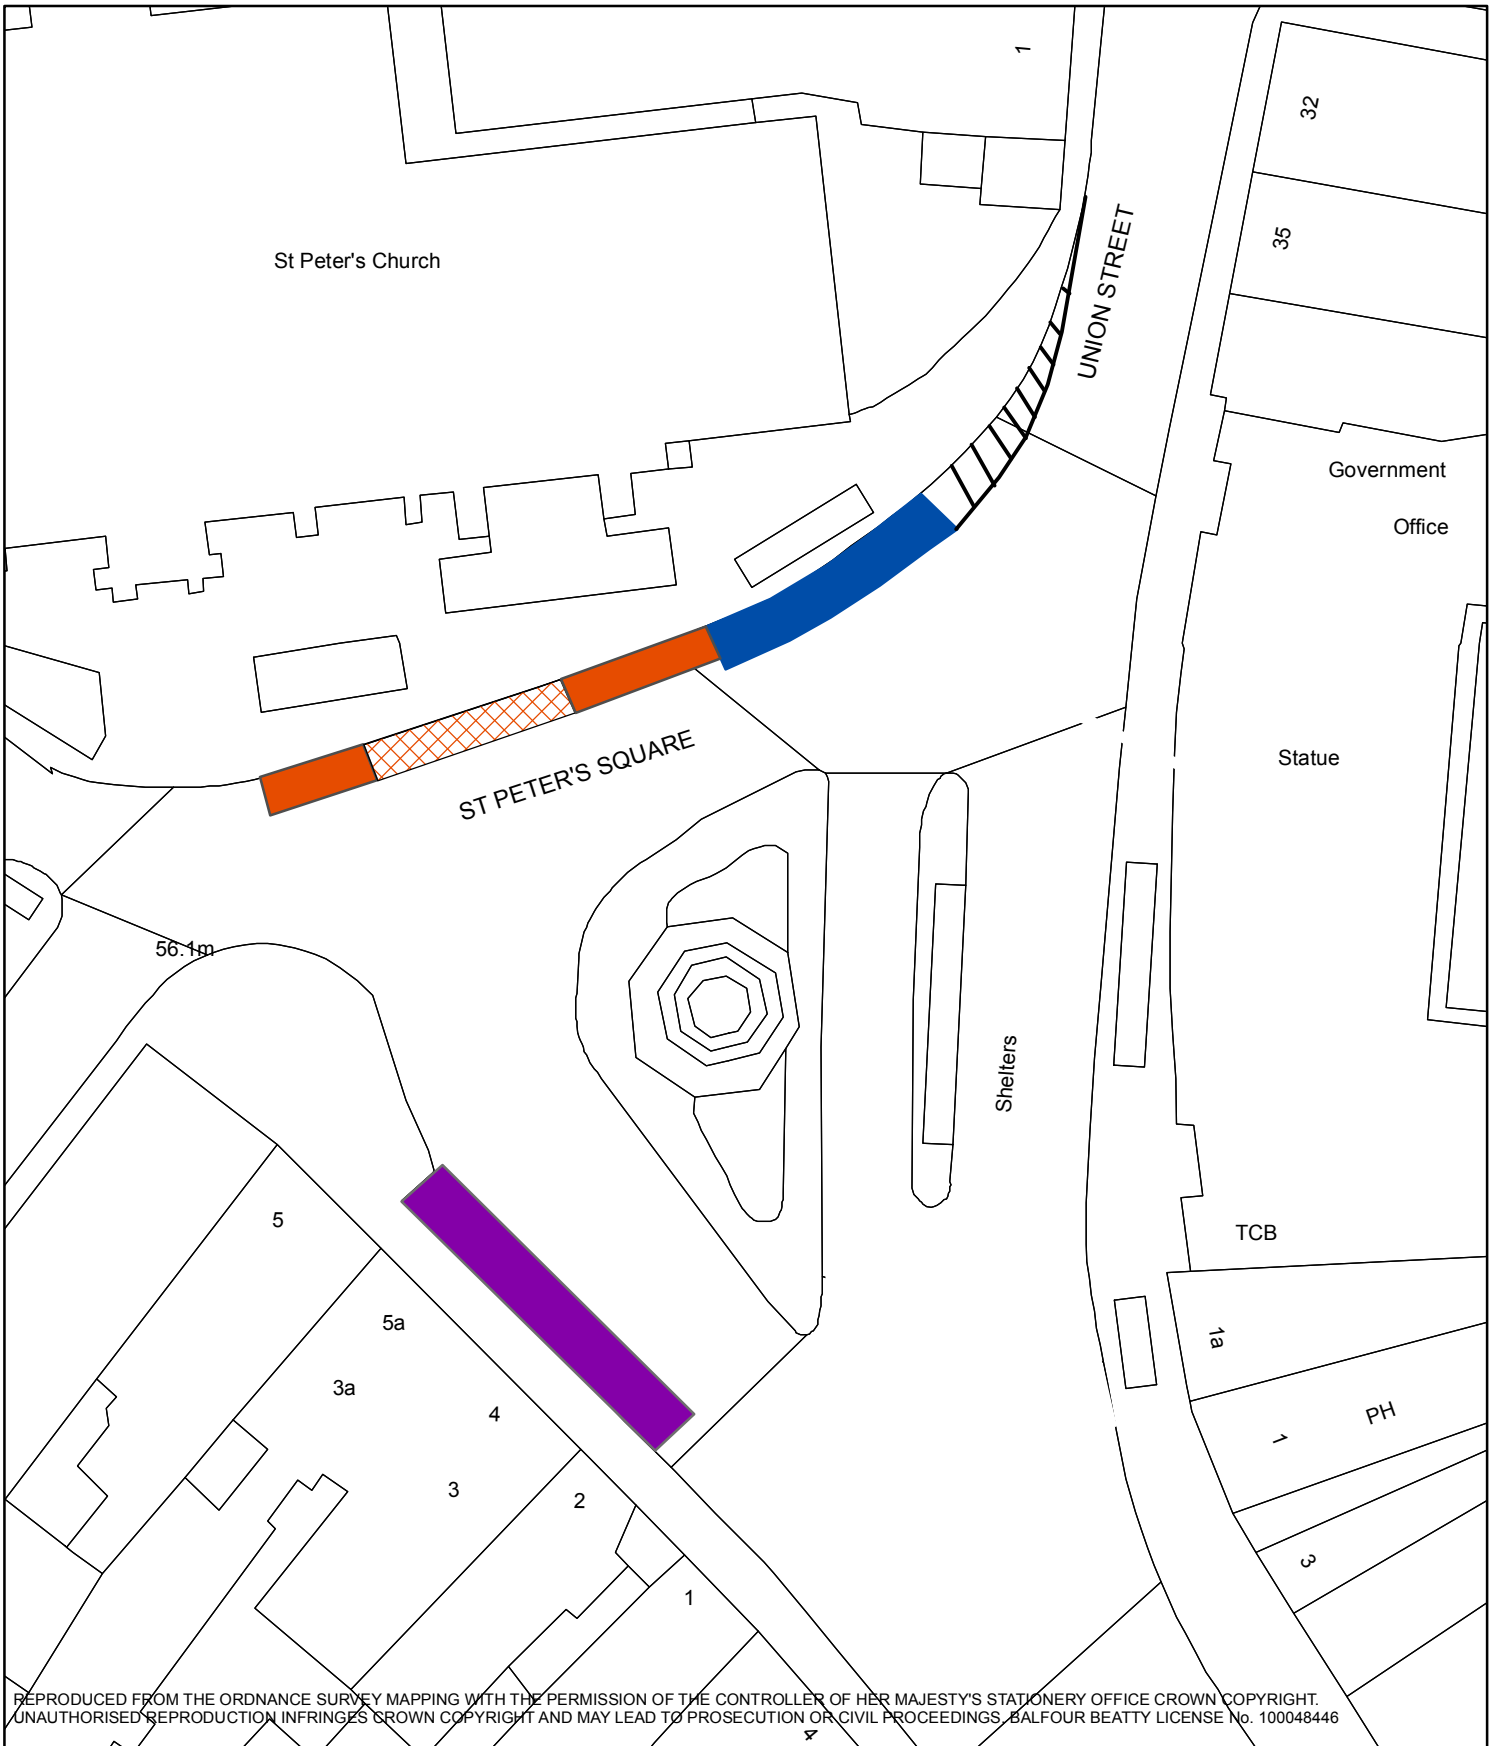 1
32
UNION STREET
35
St Peter's Church
Government
Office
ST PETER'S SQUARE
Statue
56.1m
Shelters
5
TCB
5a
1a
3a
4
PH
1
3
2
3
1
REPRODUCED FROM THE ORDNANCE SURVEY MAPPING WITH THE PERMISSION OF THE CONTROLLER OF HER MAJESTY'S STATIONERY OFFICE CROWN COPYRIGHT.
UNAUTHORISED REPRODUCTION INFRINGES CROWN COPYRIGHT AND MAY LEAD TO PROSECUTION OR CIVIL PROCEEDINGS. BALFOUR BEATTY LICENSE No. 100048446
4